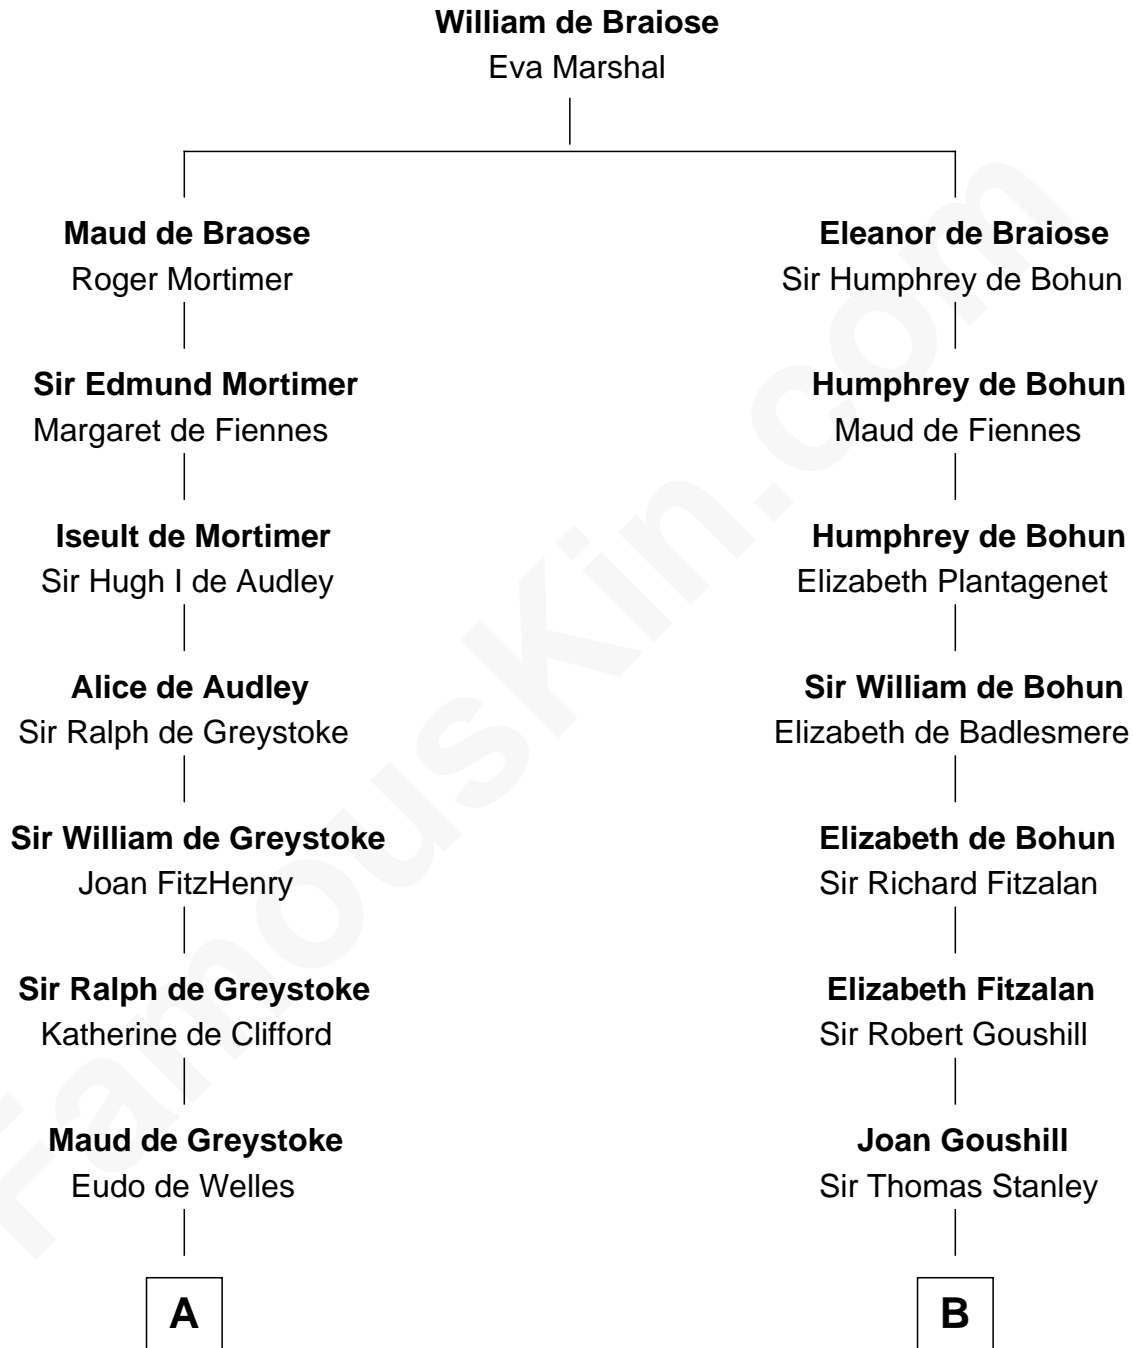 William de Braiose
Eva Marshal
Maud de Braose
Roger Mortimer
Eleanor de Braiose
Sir Humphrey de Bohun
Sir Edmund Mortimer
Margaret de Fiennes
Humphrey de Bohun
Maud de Fiennes
Iseult de Mortimer
Sir Hugh I de Audley
Humphrey de Bohun
Elizabeth Plantagenet
Alice de Audley
Sir Ralph de Greystoke
Sir William de Bohun
Elizabeth de Badlesmere
Sir William de Greystoke
Joan FitzHenry
Elizabeth de Bohun
Sir Richard Fitzalan
Sir Ralph de Greystoke
Katherine de Clifford
Elizabeth Fitzalan
Sir Robert Goushill
Maud de Greystoke
Eudo de Welles
Joan Goushill
Sir Thomas Stanley
A
B
FamousKin.com